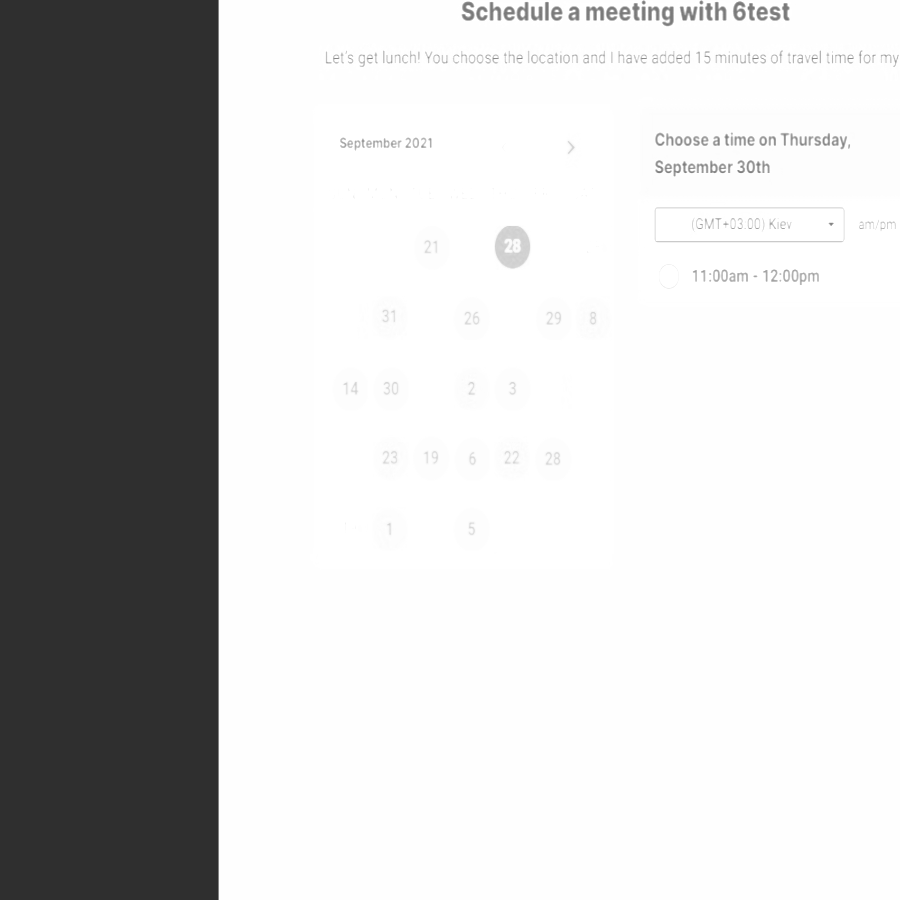 Schedule a meeting with 6test
Let's get lunch! You choose the location and I have added 15 minutes of travel time for my
September 2021
Choose a time on Thursday,
September 30th
(GMT+03:00) Kiev
am/pm
21 28
11:00am - 12:00pm
31 26 29 8
14 30 2 3
23 19 6 22 28
1 5